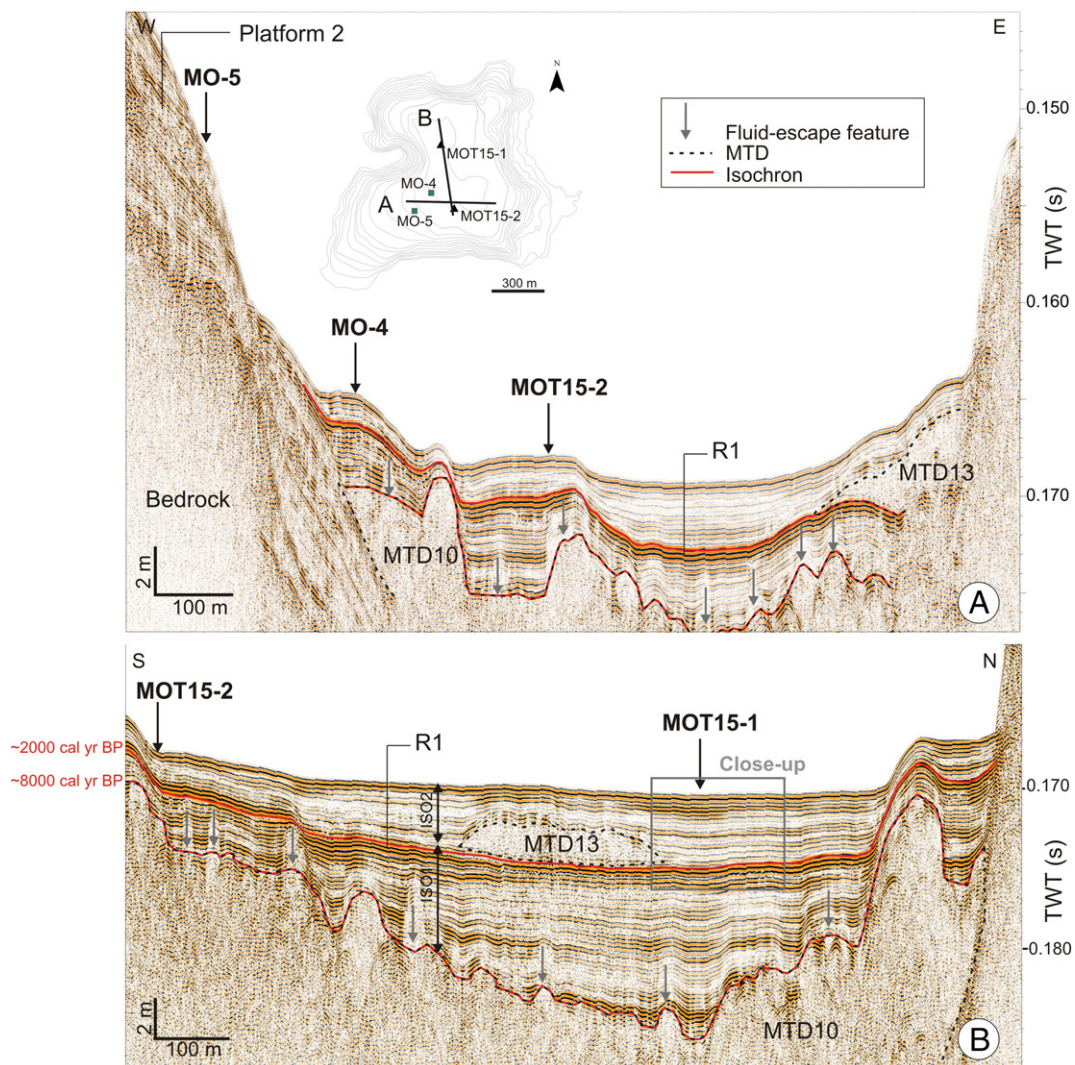 W
E
Platform 2
MO-5
N
B
MOT15-1
MO-4
A
MO-5
MOT15-2
300 m
Fluid-escape feature
MTD
Isochron
0.150
TWT (s)
0.160
MO-4
MOT15-2
R1
MTD13
0.170
Bedrock
MTD10
2 m
100 m
A
S
N
MOT15-2
MOT15-1
~2000 cal yr BP
R1
Close-up
~8000 cal yr BP
0.170
ISO2
MTD13
TWT (s)
ISO1
0.180
2 m
100 m
MTD10
B